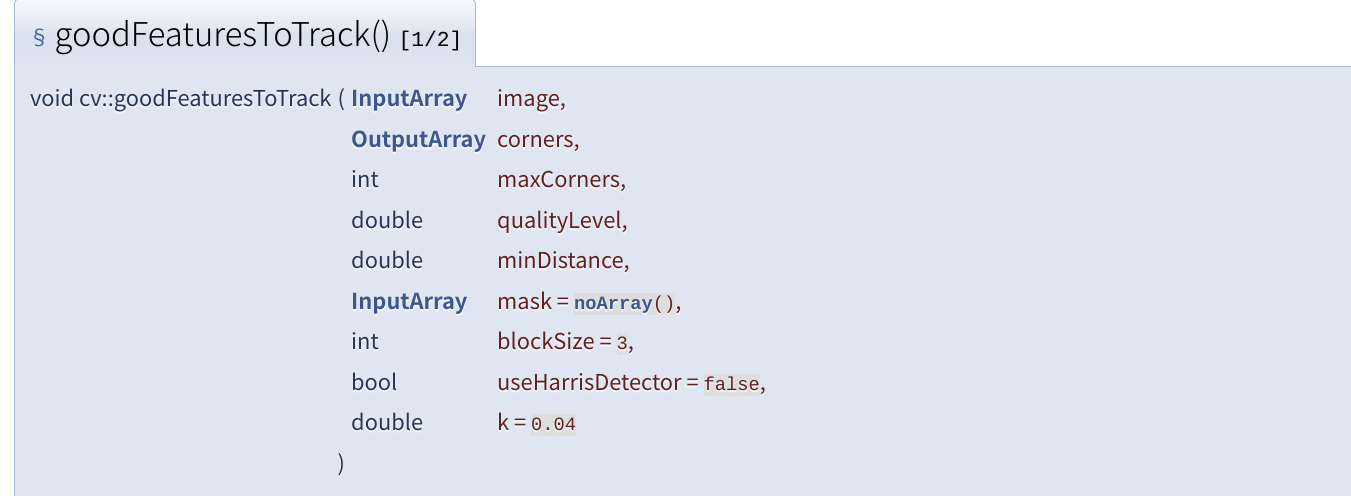 § goodFeaturesToTrack() [1/2]
void cv::goodFeaturesToTrack ( InputArray image,
OutputArray corners,
int maxCorners,
double qualityLevel,
double minDistance,
InputArray mask = noArray(),
int blockSize = 3,
bool useHarrisDetector = false,
double k = 0.04
)